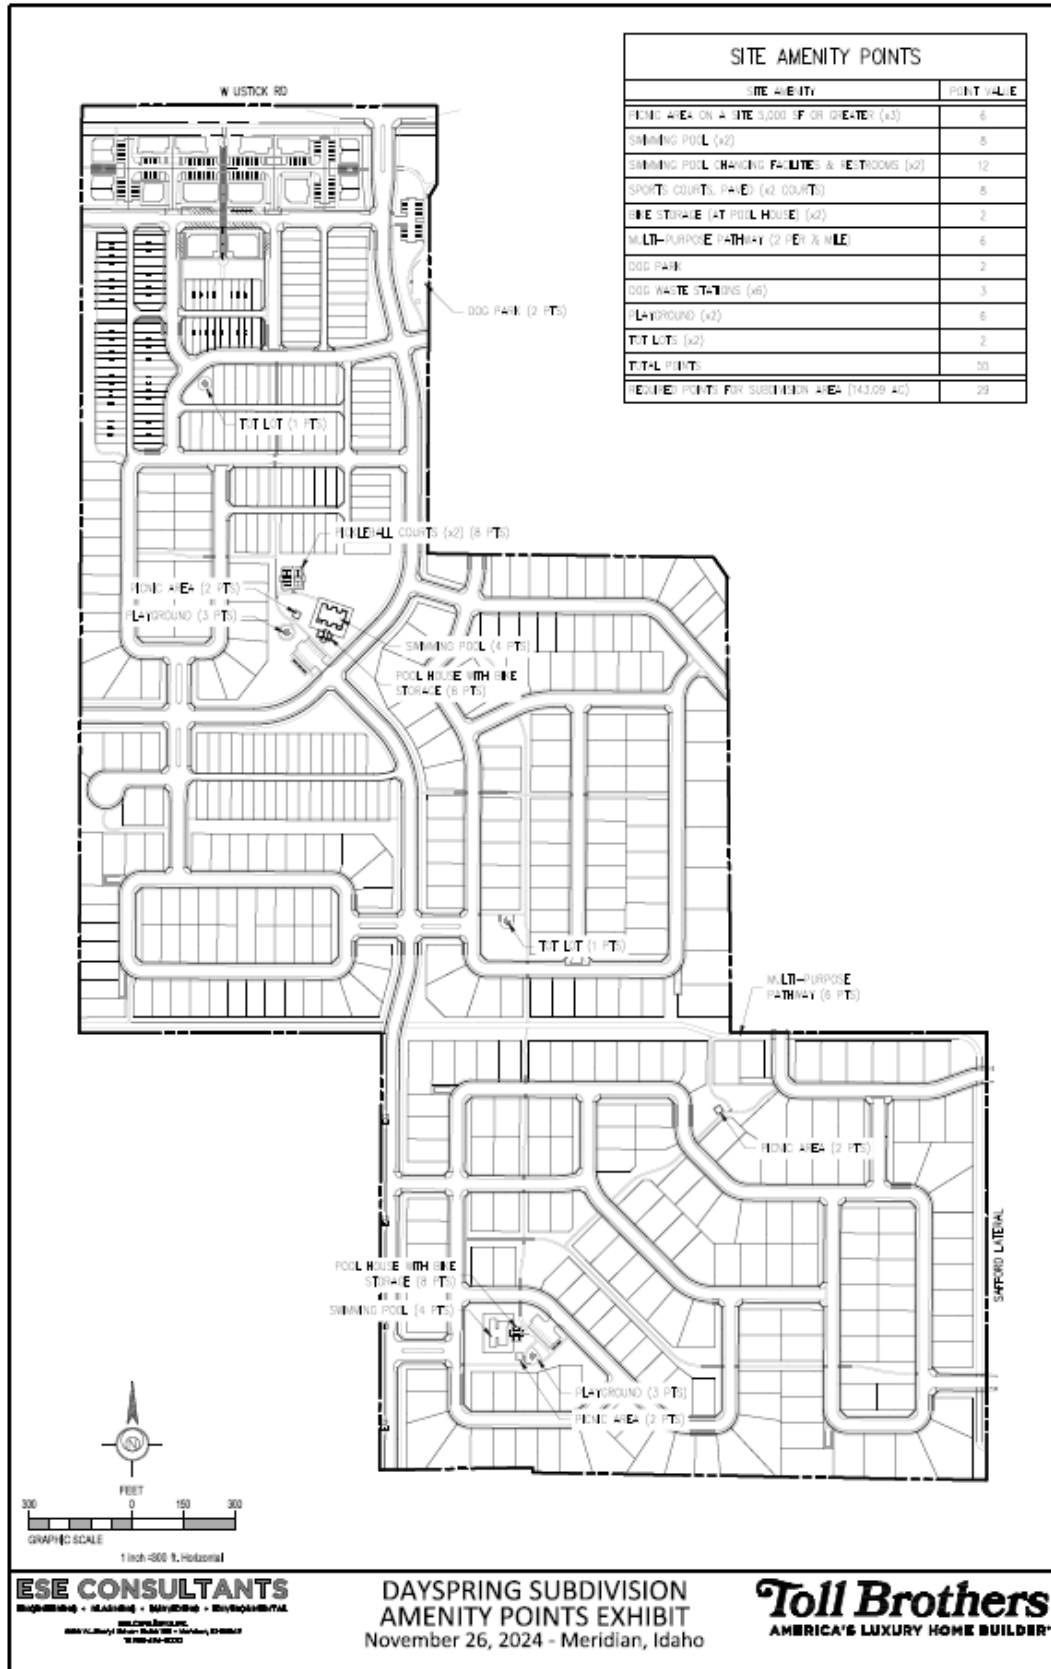 SITE AMENITY POINTS
SITE AMENITY POINT VALUE
PICNIC AREA ON A SITE 5,000 SF OR GREATER (x3) 6
SWIMMING POOL (x2) 8
SWIMMING POOL CHANGING FACILITIES & RESTROOMS (x2) 12
SPORTS COURTS, PAVED (x2 COURTS) 8
BIKE STORAGE (AT POOL HOUSE) (x2) 2
MULTI-PURPOSE PATHWAY (2 PER ¼ MILE) 6
DOG PARK 2
DOG WASTE STATIONS (x6) 3
PLAYGROUND (x2) 6
TOT LOTS (x2) 2
TOTAL POINTS 55
REQUIRED POINTS FOR SUBDIVISION AREA (143.09 AC) 29
W USTICK RD
DOG PARK (2 PTS)
TOT LOT (1 PTS)
PICKLEBALL COURTS (x2) (8 PTS)
PICNIC AREA (2 PTS)
PLAYGROUND (3 PTS)
SWIMMING POOL (4 PTS)
POOL HOUSE WITH BIKE
STORAGE (8 PTS)
TOT LOT (1 PTS)
MULTI-PURPOSE
PATHWAY (6 PTS)
PICNIC AREA (2 PTS)
SAFFORD LATERAL
POOL HOUSE WITH BIKE
STORAGE (8 PTS)
SWIMMING POOL (4 PTS)
PLAYGROUND (3 PTS)
PICNIC AREA (2 PTS)
N
FEET
300 0 150 300
GRAPHIC SCALE
1 inch =300 ft. Horizontal
ESE CONSULTANTS
ENGINEERING • PLANNING • SURVEYING • ENVIRONMENTAL
DAYSPRING SUBDIVISION
AMENITY POINTS EXHIBIT
November 26, 2024 - Meridian, Idaho
Toll Brothers
AMERICA'S LUXURY HOME BUILDER